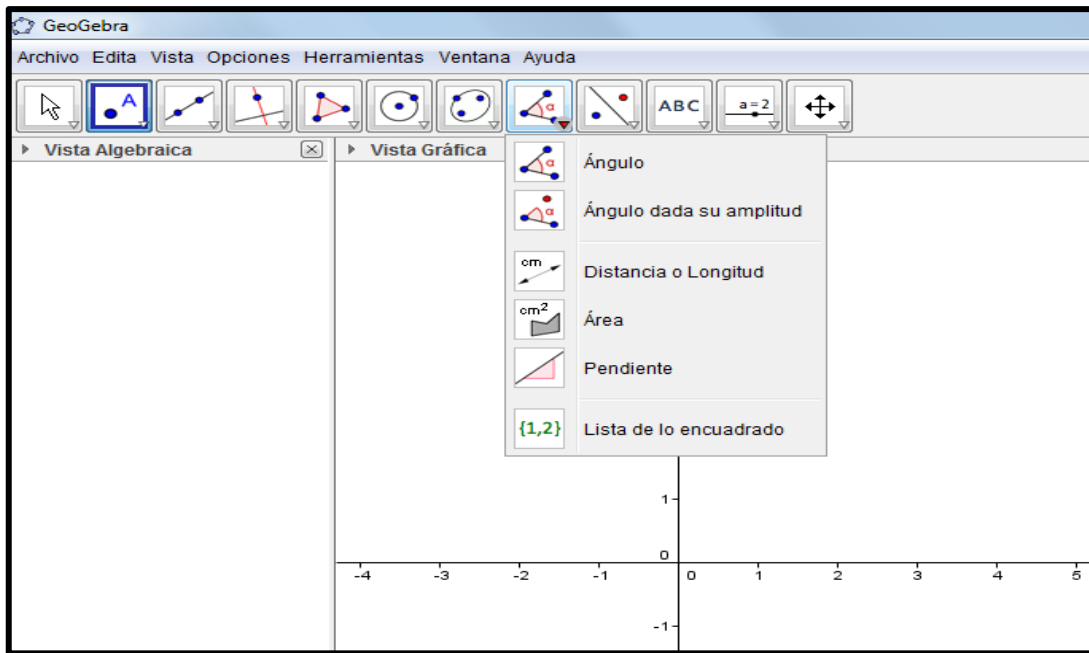 GeoGebra
Archivo Edita Vista Opciones Herramientas Ventana Ayuda
A α ABC a=2
Vista Algebraica Vista Gráfica
α Ángulo
α Ángulo dada su amplitud
cm Distancia o Longitud
cm² Área
Pendiente
{1,2} Lista de lo encuadrado
1
0
-4 -3 -2 -1 0 1 2 3 4 5
-1